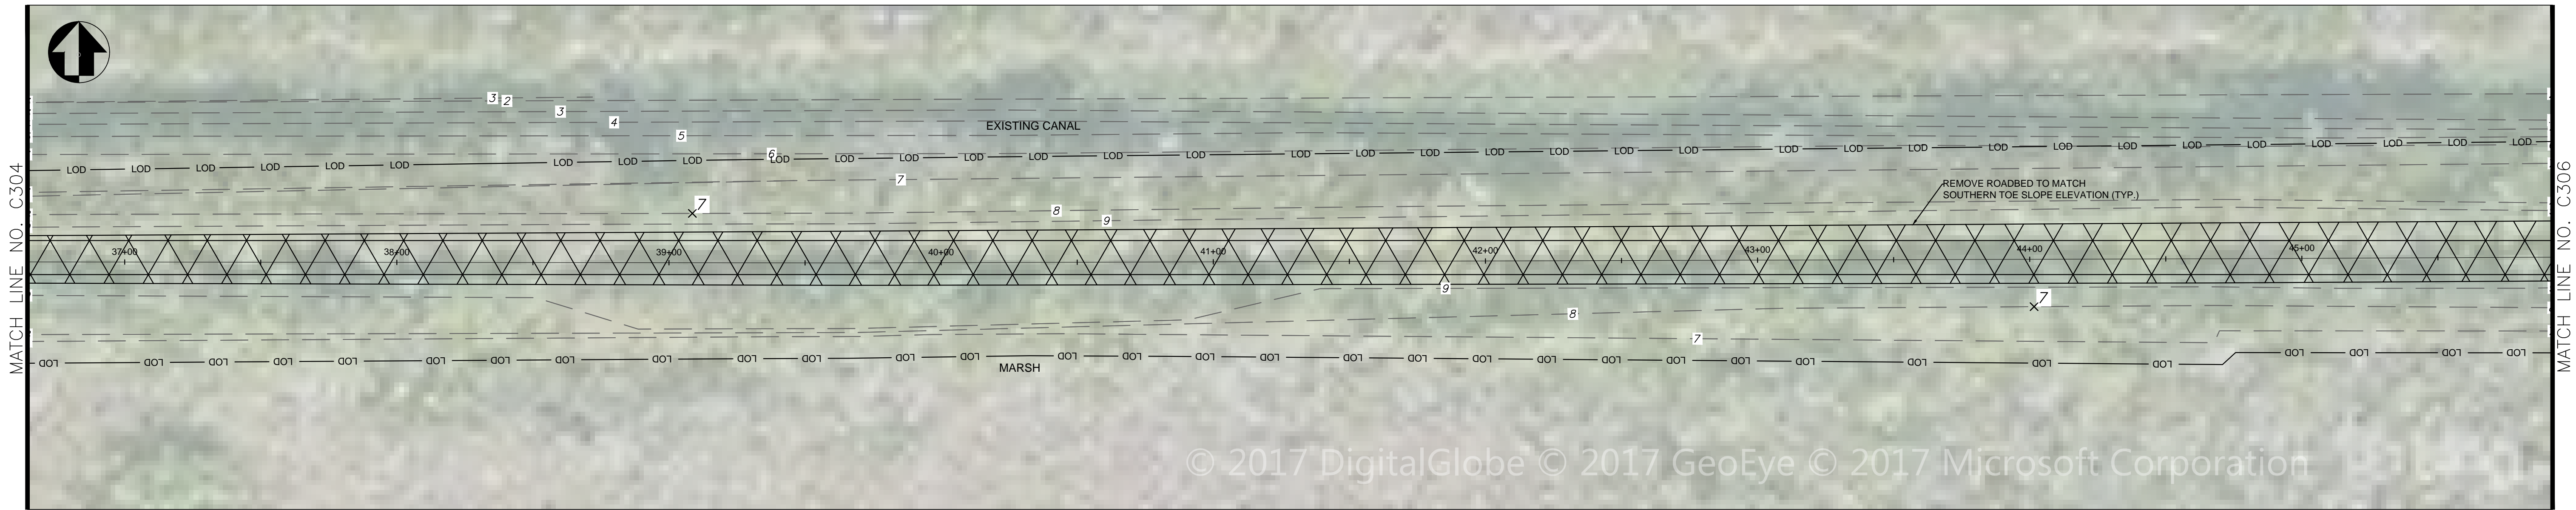 MATCH LINE NO. C304
MATCH LINE NO. C306
3 2
3
4
5
EXISTING CANAL
6
LOD LOD LOD LOD LOD LOD LOD LOD LOD LOD LOD LOD LOD LOD LOD LOD LOD LOD LOD LOD LOD LOD LOD LOD LOD LOD LOD LOD LOD LOD LOD LOD LOD LOD LOD
7
REMOVE ROADBED TO MATCH
SOUTHERN TOE SLOPE ELEVATION (TYP.)
7
8
9
37+00 38+00 39+00 40+00 41+00 42+00 43+00 44+00 45+00
9
7
8
7
LOD LOD LOD LOD LOD LOD LOD LOD LOD LOD LOD LOD LOD LOD LOD LOD LOD LOD LOD LOD LOD LOD LOD LOD LOD LOD LOD LOD LOD LOD LOD
MARSH
© 2017 DigitalGlobe © 2017 GeoEye © 2017 Microsoft Corporation